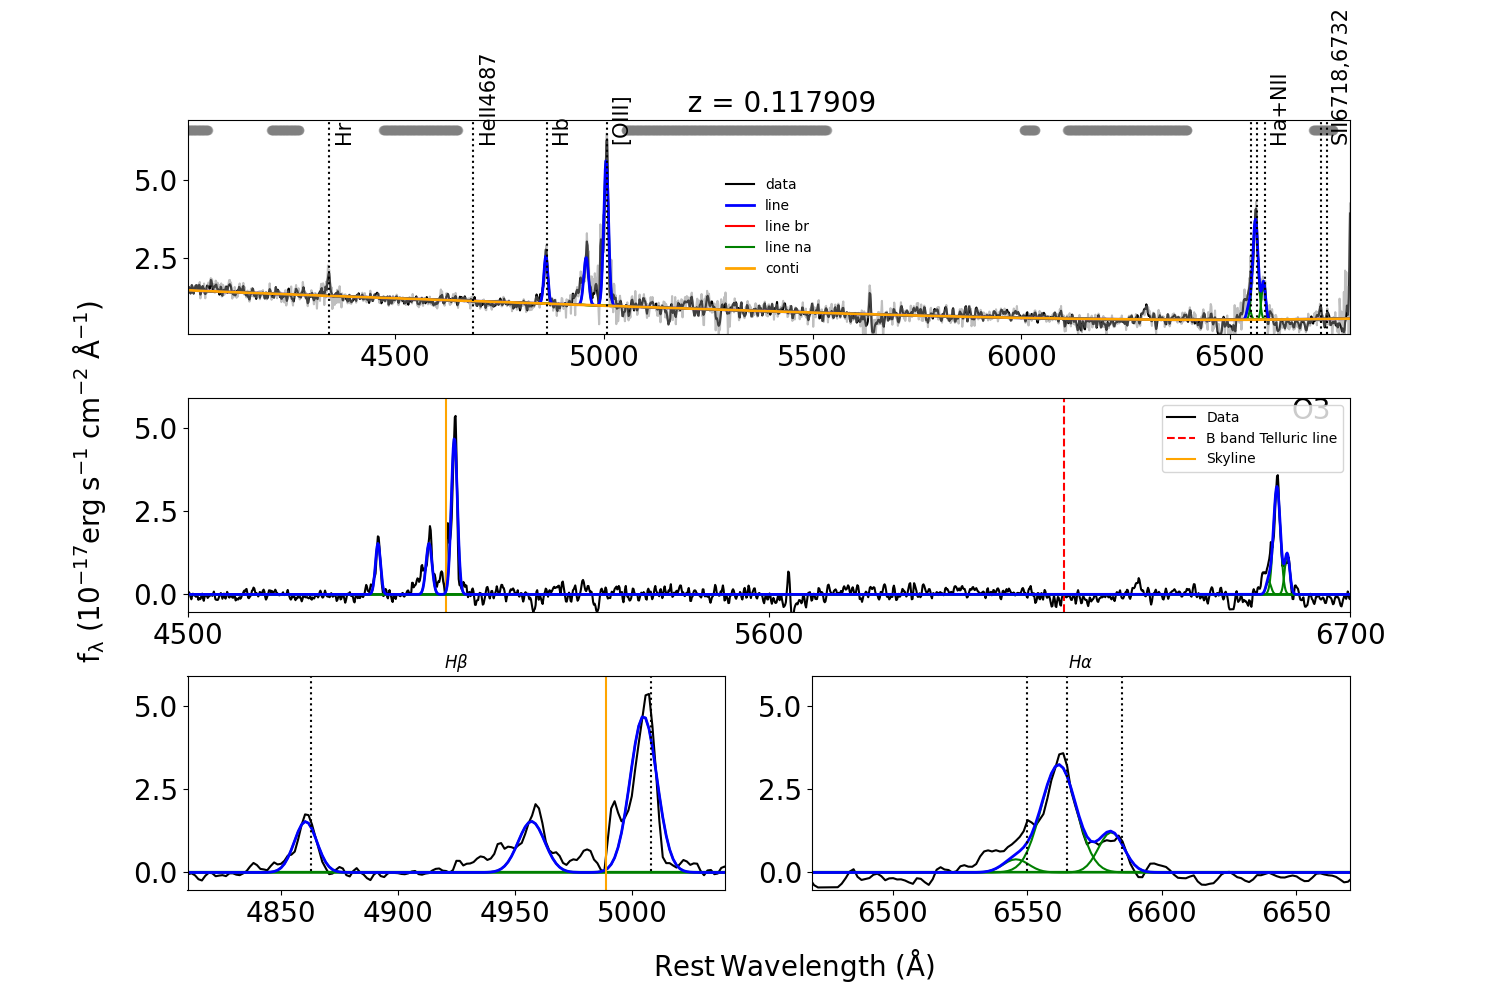 z = 0.117909
Hr
HeII4687
Hb
[OIII]
Ha+NII
SII6718,6732
5.0
2.5
data
line
line br
line na
conti
4500
5000
5500
6000
6500
f_λ (10⁻¹⁷erg s⁻¹ cm⁻² Å⁻¹)
O3
5.0
2.5
0.0
Data
B band Telluric line
Skyline
4500
5600
6700
Hβ
5.0
2.5
0.0
4850
4900
4950
5000
Hα
5.0
2.5
0.0
6500
6550
6600
6650
Rest Wavelength (Å)